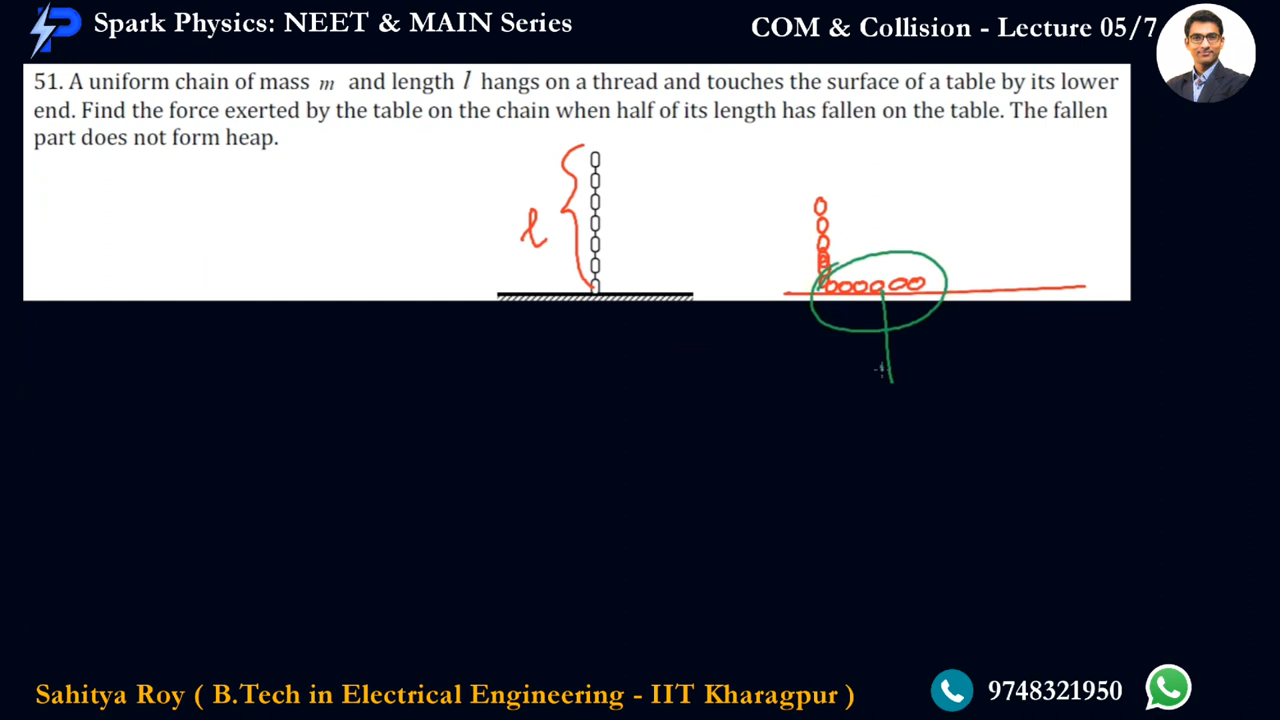 Spark Physics: NEET & MAIN Series
COM & Collision - Lecture 05/7
51. A uniform chain of mass m and length l hangs on a thread and touches the surface of a table by its lower
end. Find the force exerted by the table on the chain when half of its length has fallen on the table. The fallen
part does not form heap.
l
Sahitya Roy ( B.Tech in Electrical Engineering - IIT Kharagpur )
9748321950